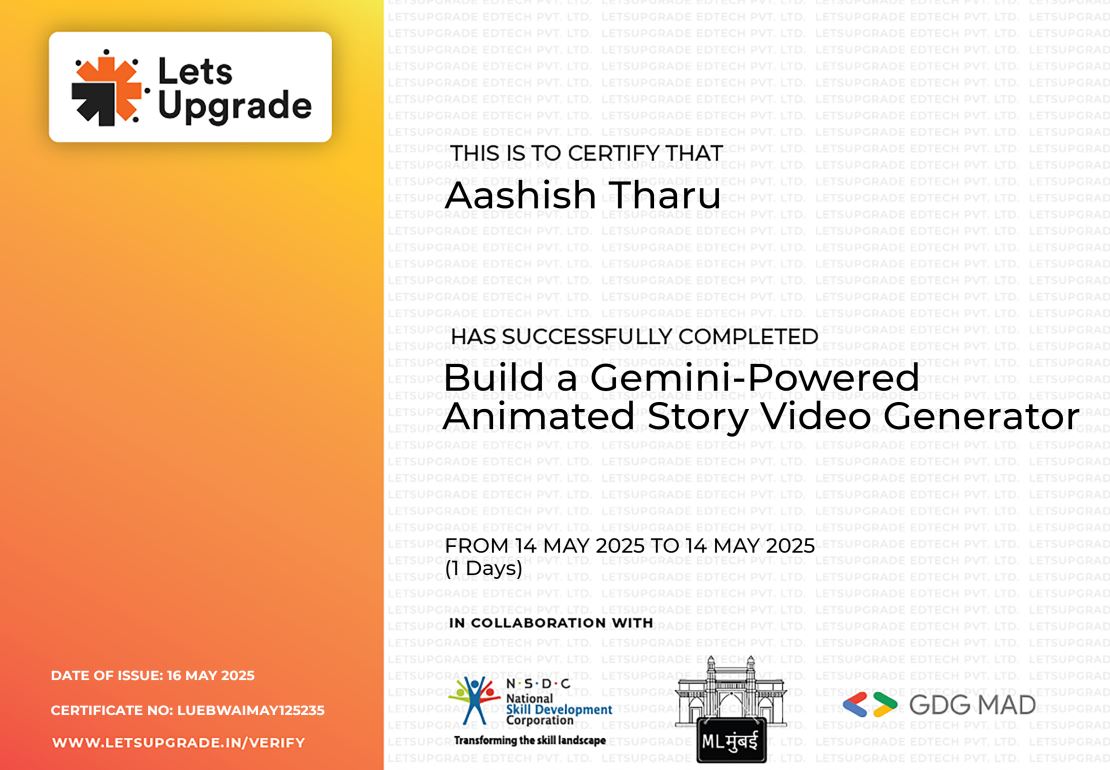 Lets
Upgrade
THIS IS TO CERTIFY THAT
Aashish Tharu
HAS SUCCESSFULLY COMPLETED
Build a Gemini-Powered
Animated Story Video Generator
FROM 14 MAY 2025 TO 14 MAY 2025
(1 Days)
IN COLLABORATION WITH
N·S·D·C
National
Skill Development
Corporation
Transforming the skill landscape
MLमुंबई
GDG MAD
DATE OF ISSUE: 16 MAY 2025
CERTIFICATE NO: LUEBWAIMAY125235
WWW.LETSUPGRADE.IN/VERIFY
LETSUPGRADE EDTECH PVT. LTD.